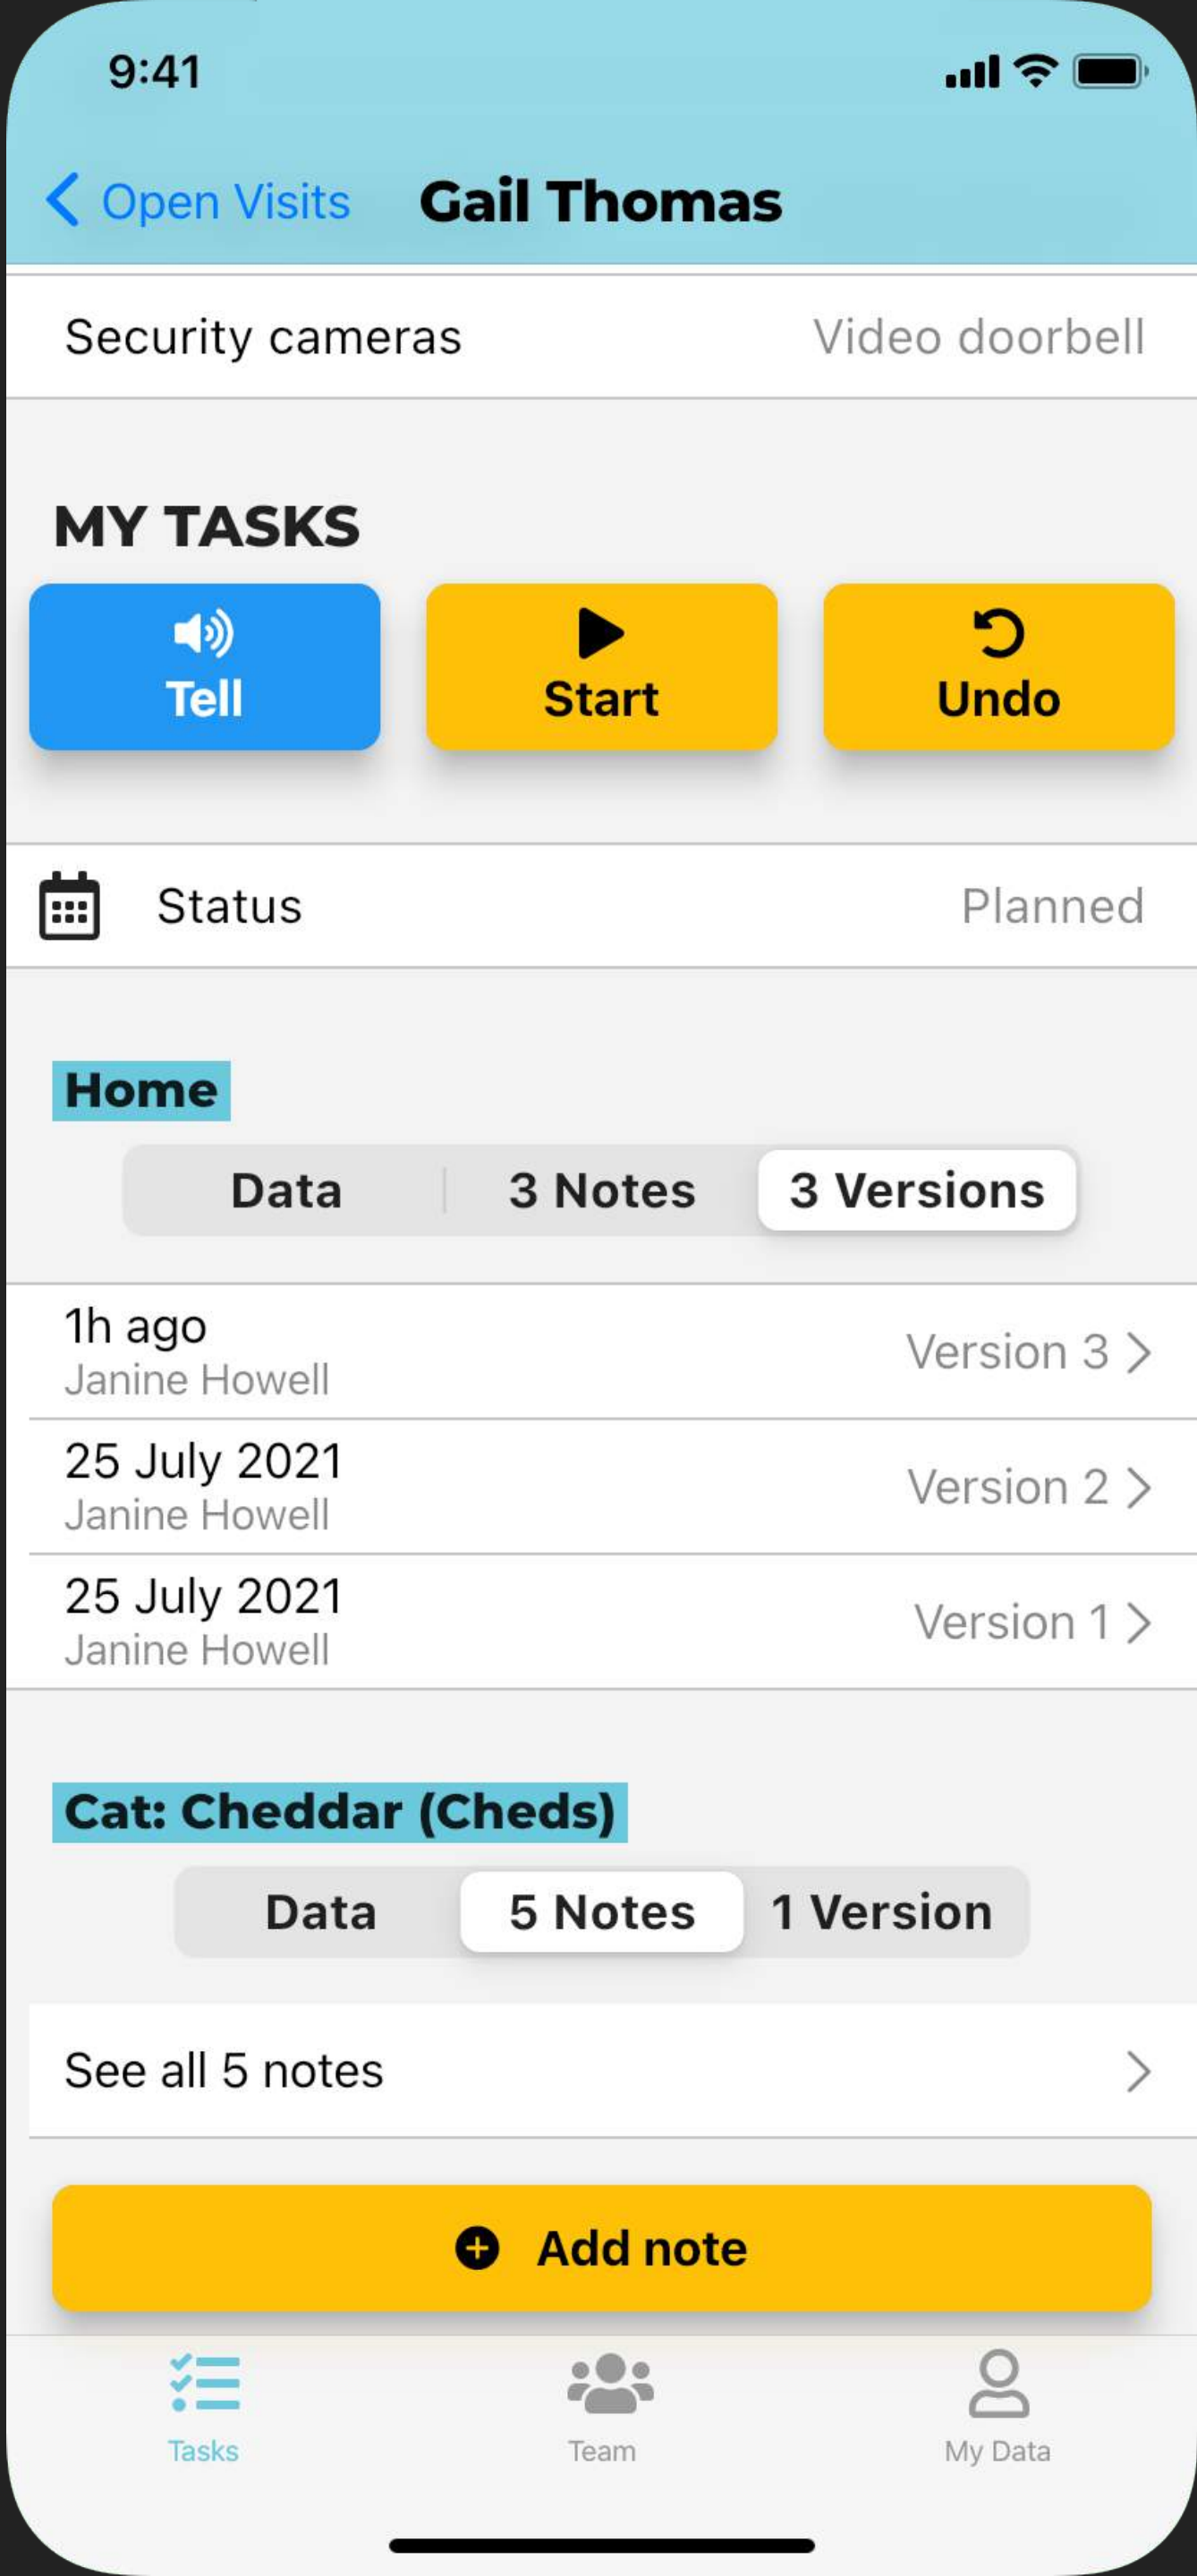 9:41
Open Visits
Gail Thomas
Security cameras
Video doorbell
MY TASKS
Tell
Start
Undo
Status
Planned
Home
Data
3 Notes
3 Versions
1h ago
Janine Howell
Version 3
25 July 2021
Janine Howell
Version 2
25 July 2021
Janine Howell
Version 1
Cat: Cheddar (Cheds)
Data
5 Notes
1 Version
See all 5 notes
Add note
Tasks
Team
My Data